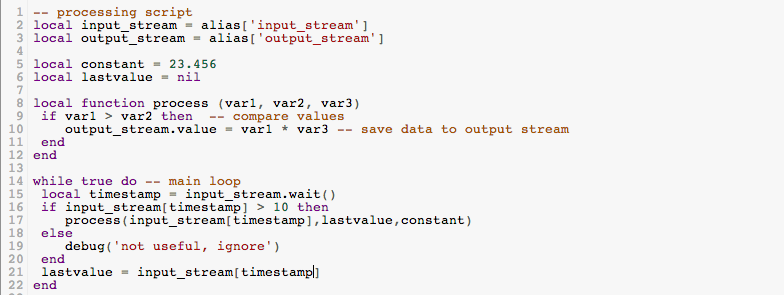 1 -- processing script
2 local input_stream = alias['input_stream']
3 local output_stream = alias['output_stream']
4
5 local constant = 23.456
6 local lastvalue = nil
7
8 local function process (var1, var2, var3)
9  if var1 > var2 then  -- compare values
10     output_stream.value = var1 * var3 -- save data to output stream
11  end
12 end
13
14 while true do -- main loop
15  local timestamp = input_stream.wait()
16  if input_stream[timestamp] > 10 then
17     process(input_stream[timestamp],lastvalue,constant)
18  else
19     debug('not useful, ignore')
20  end
21  lastvalue = input_stream[timestamp]
22 end